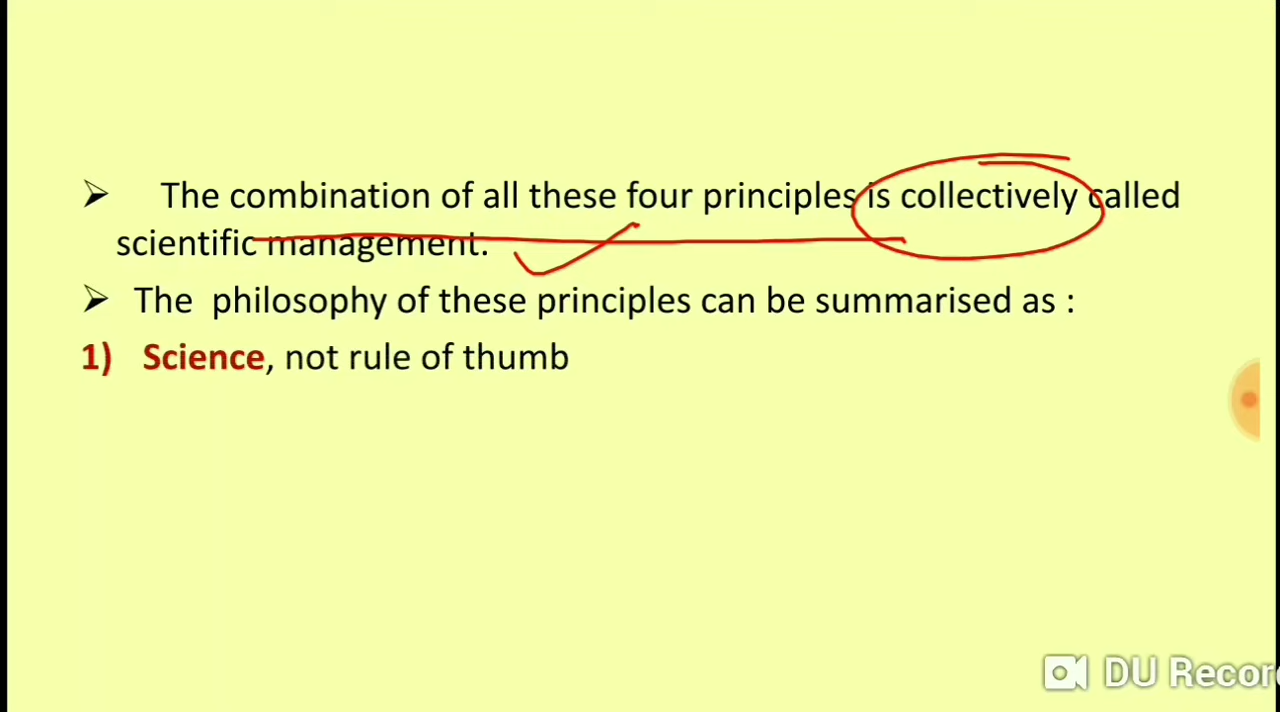 ➢ The combination of all these four principles is collectively called
scientific management.
➢ The philosophy of these principles can be summarised as :
1) Science, not rule of thumb
DU Recor